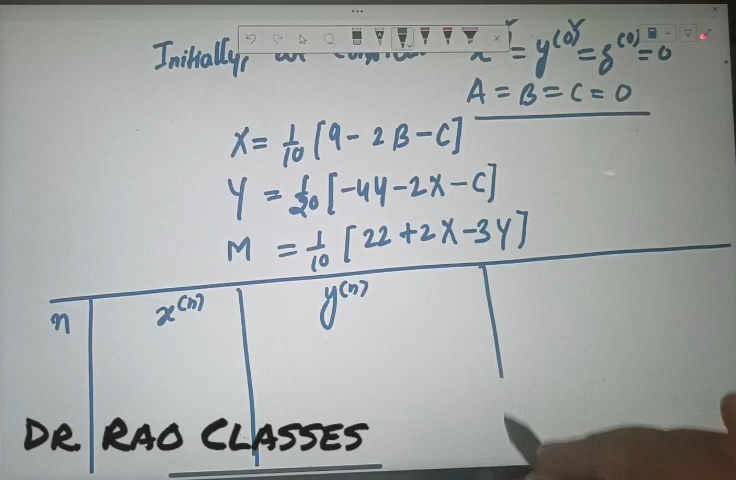 Initially,
x = y^(0) = z^(0) = 0
A = B = C = 0
X = 1/10 [9 - 2B - C]
Y = 1/20 [-44 - 2X - C]
M = 1/10 [22 + 2X - 3Y]
n x^(n) y^(n)
DR. RAO CLASSES